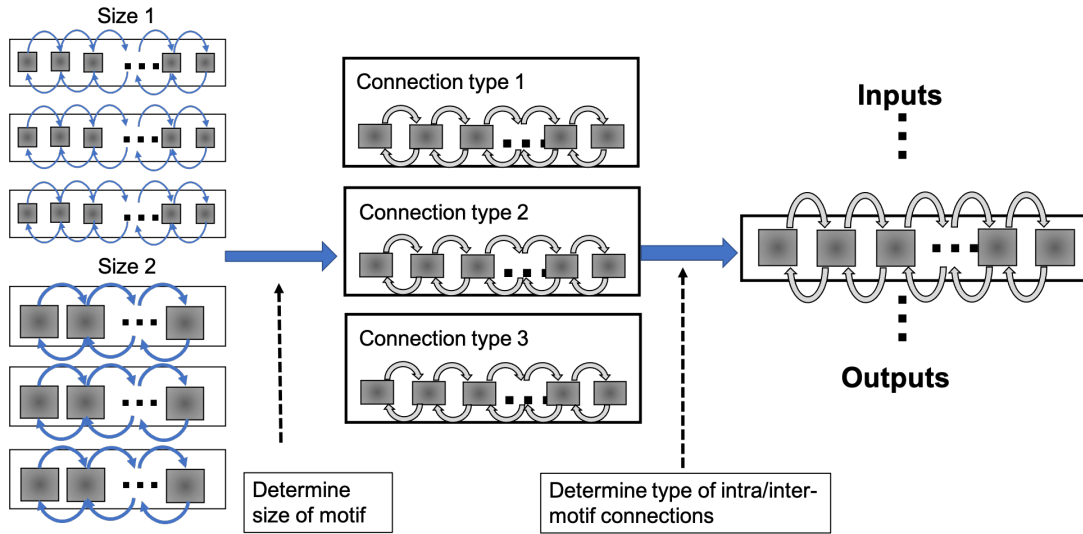 Size 1
Size 2
Connection type 1
Connection type 2
Connection type 3
Inputs
Outputs
Determine
size of motif
Determine type of intra/inter-
motif connections